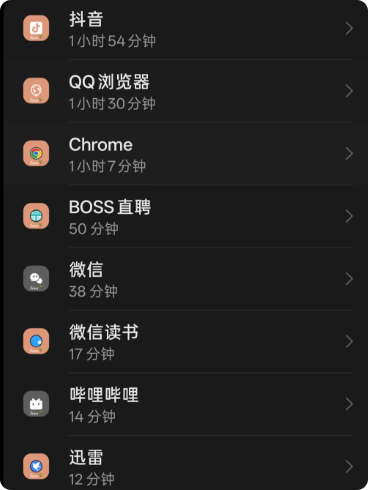 抖音
1小时54分钟
QQ浏览器
1小时30分钟
Chrome
1小时7分钟
BOSS直聘
50 分钟
微信
38 分钟
微信读书
17 分钟
哔哩哔哩
14 分钟
迅雷
12 分钟